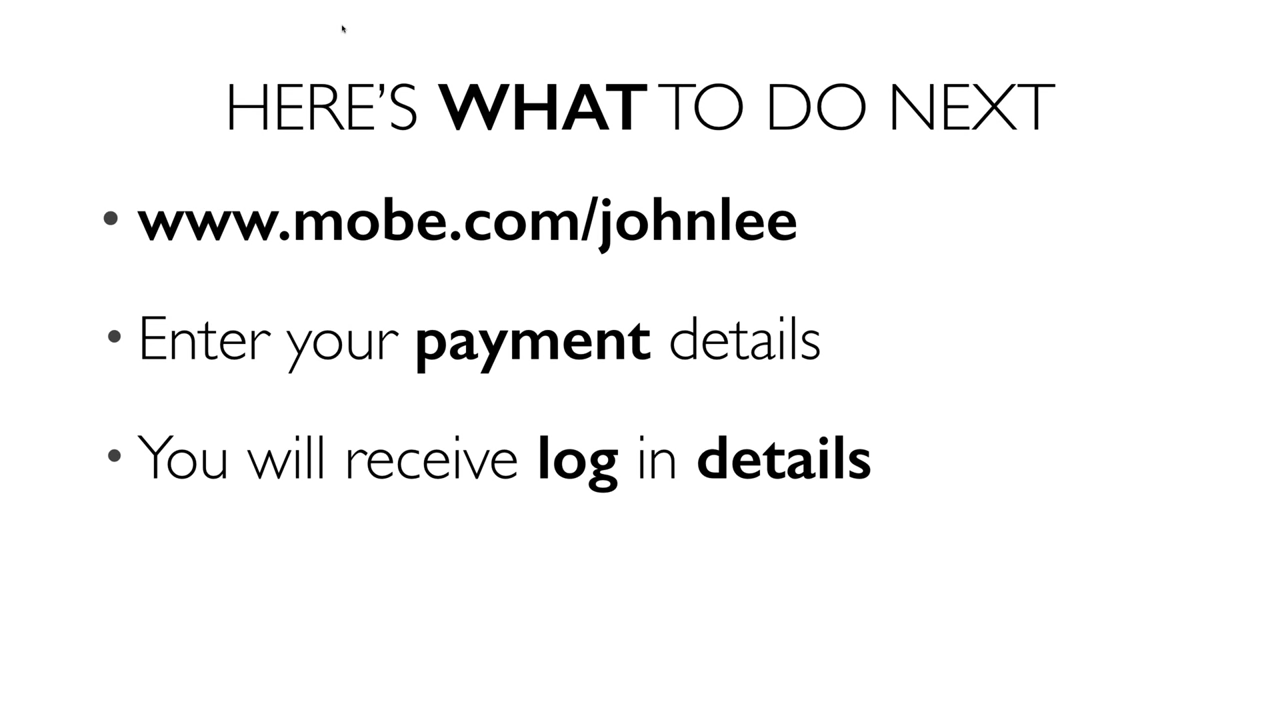 HERE'S WHAT TO DO NEXT
• www.mobe.com/johnlee
• Enter your payment details
• You will receive log in details